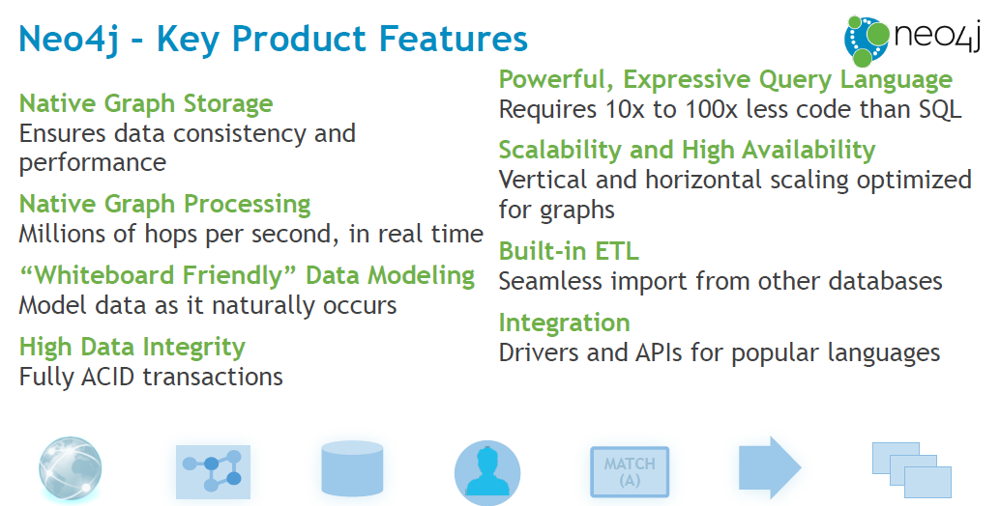 Neo4j – Key Product Features
neo4j
Native Graph Storage
Ensures data consistency and
performance
Native Graph Processing
Millions of hops per second, in real time
“Whiteboard Friendly” Data Modeling
Model data as it naturally occurs
High Data Integrity
Fully ACID transactions
Powerful, Expressive Query Language
Requires 10x to 100x less code than SQL
Scalability and High Availability
Vertical and horizontal scaling optimized
for graphs
Built-in ETL
Seamless import from other databases
Integration
Drivers and APIs for popular languages
MATCH
(A)